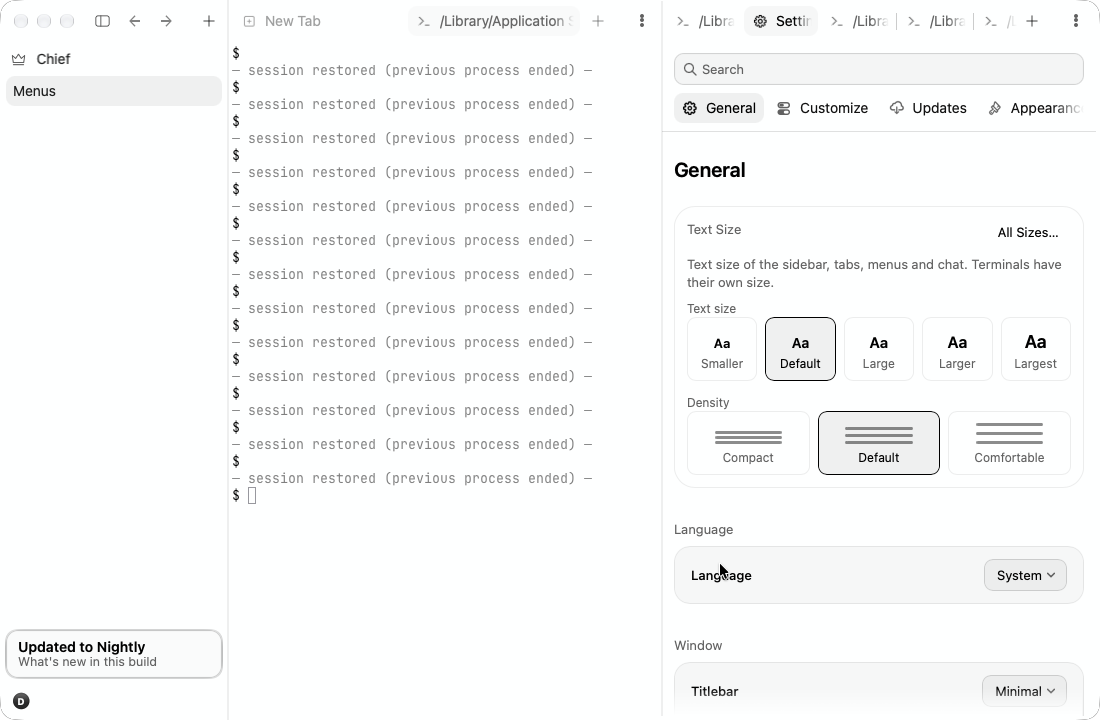 New Tab
/Library/Application S
/Libra
Settin
/Libra
/Libra
Chief
Menus
$
— session restored (previous process ended) —
$
— session restored (previous process ended) —
$
— session restored (previous process ended) —
$
— session restored (previous process ended) —
$
— session restored (previous process ended) —
$
— session restored (previous process ended) —
$
— session restored (previous process ended) —
$
— session restored (previous process ended) —
$
— session restored (previous process ended) —
$
— session restored (previous process ended) —
$
— session restored (previous process ended) —
$
— session restored (previous process ended) —
$
— session restored (previous process ended) —
$
Updated to Nightly
What's new in this build
D
Search
General
Customize
Updates
Appearanc
General
Text Size
All Sizes...
Text size of the sidebar, tabs, menus and chat. Terminals have
their own size.
Text size
Aa Aa Aa Aa Aa
Smaller Default Large Larger Largest
Density
Compact Default Comfortable
Language
Language
System
Window
Titlebar
Minimal